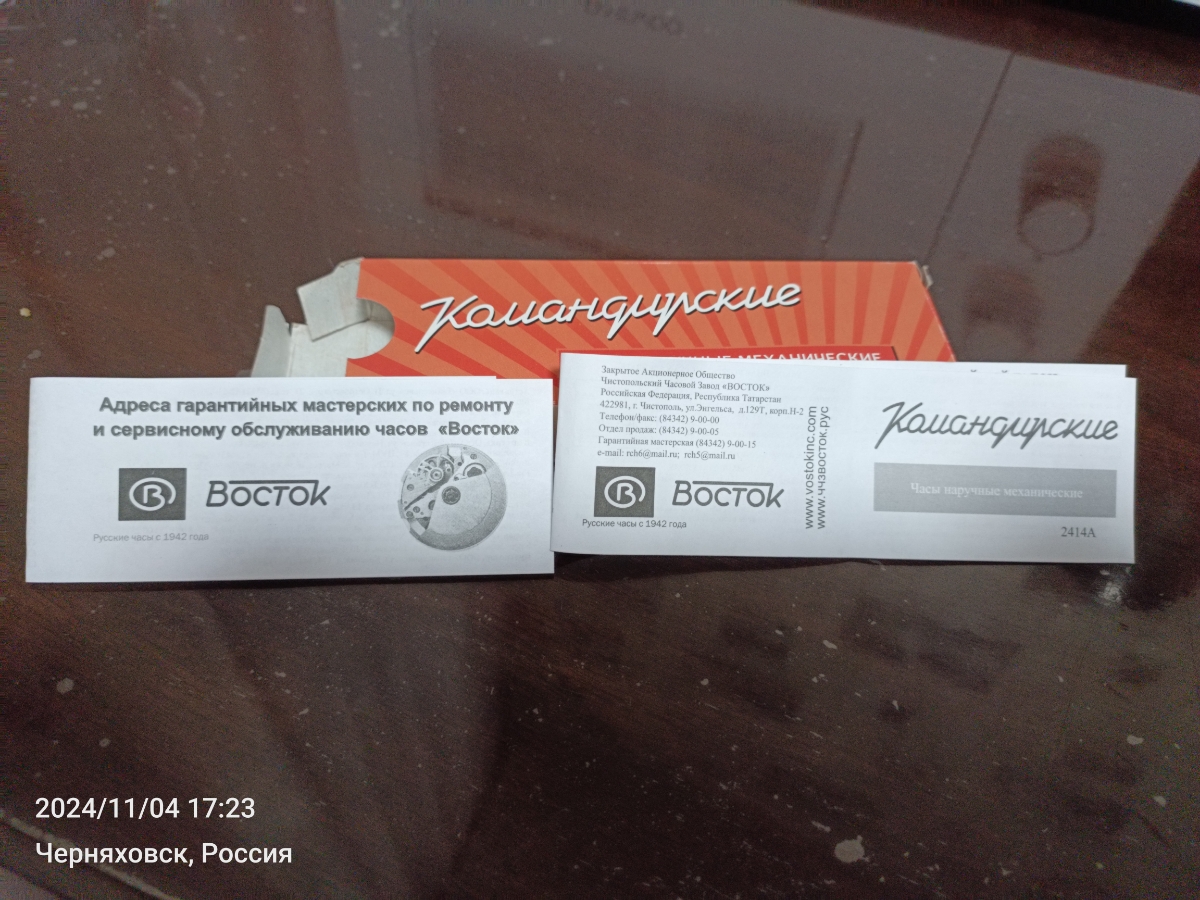 Командирские
МЕХАНИЧЕСКИЕ
Адреса гарантийных мастерских по ремонту
и сервисному обслуживанию часов «Восток»
В Восток
Русские часы с 1942 года
Закрытое Акционерное Общество
Чистопольский Часовой Завод «ВОСТОК»
Российская Федерация, Республика Татарстан
422981, г. Чистополь, ул.Энгельса, д.129Т, корп.Н-2
Телефон/факс: (84342) 9-00-00
Отдел продаж: (84342) 9-00-05
Гарантийная мастерская (84342) 9-00-15
e-mail: rch6@mail.ru; rch5@mail.ru
В Восток
Русские часы с 1942 года
www.vostokinc.com
www.ччзвосток.рус
Командирские
Часы наручные механические
2414А
2024/11/04 17:23
Черняховск, Россия